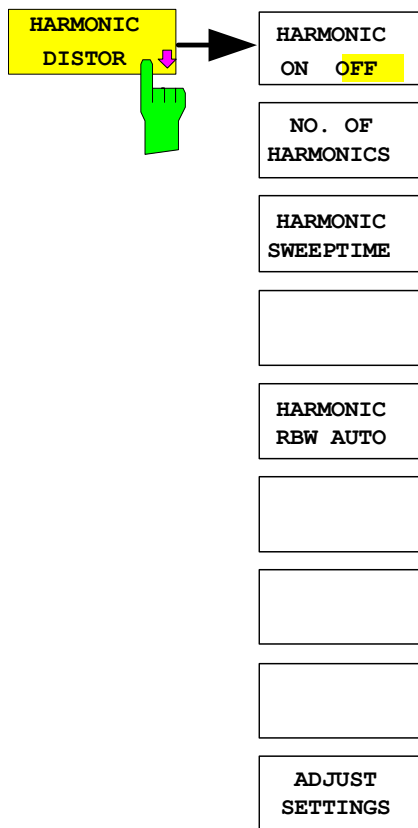 HARMONIC
DISTOR
HARMONIC
ON OFF
NO. OF
HARMONICS
HARMONIC
SWEEPTIME
HARMONIC
RBW AUTO
ADJUST
SETTINGS